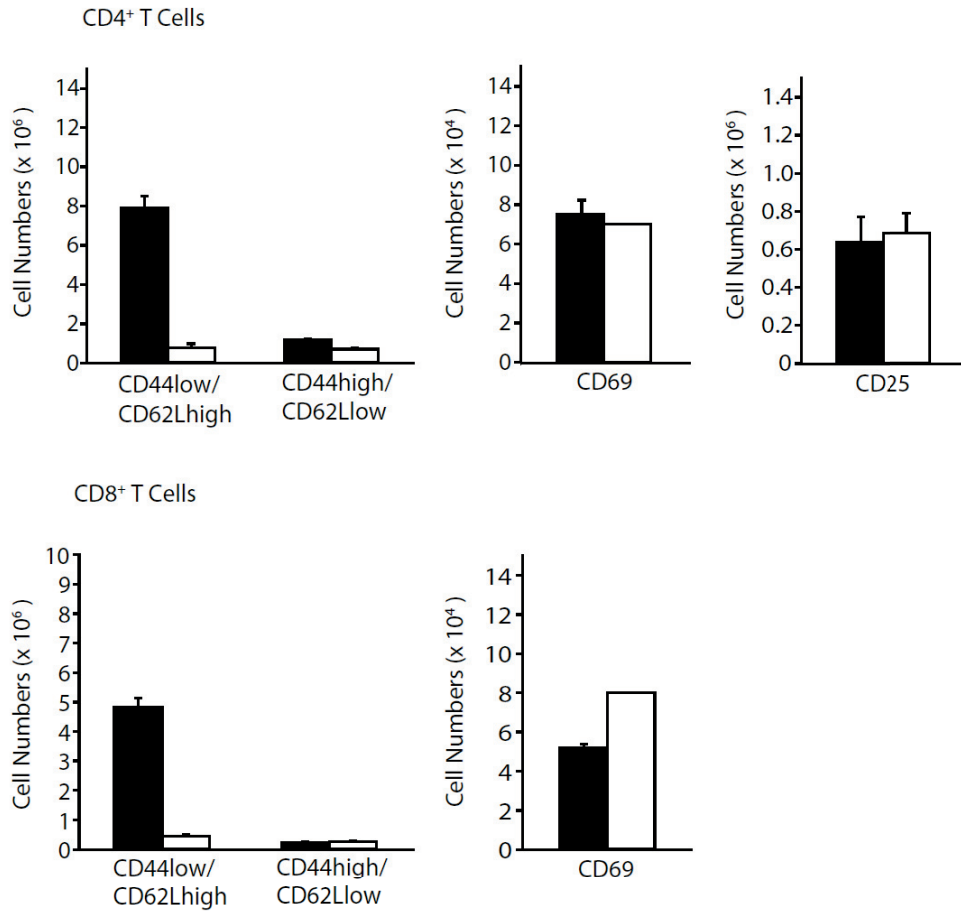 CD4⁺ T Cells
Cell Numbers (x 10⁶ )
14
12
10
8
6
4
2
0
CD44low/
CD62Lhigh
CD44high/
CD62Llow
Cell Numbers (x 10⁴ )
14
12
10
8
6
4
2
0
CD69
Cell Numbers (x 10⁶ )
1.4
1.2
1.0
0.8
0.6
0.4
0.2
0
CD25
CD8⁺ T Cells
Cell Numbers (x 10⁶ )
10
9
8
7
6
5
4
3
2
1
0
CD44low/
CD62Lhigh
CD44high/
CD62Llow
Cell Numbers (x 10⁴ )
14
12
10
8
6
4
2
0
CD69